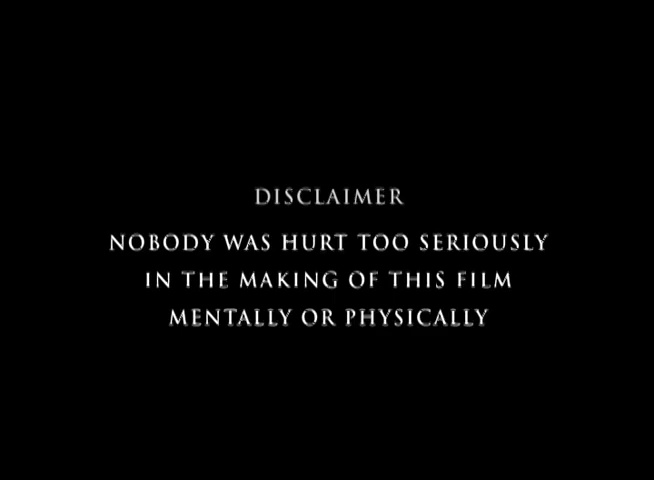 DISCLAIMER
NOBODY WAS HURT TOO SERIOUSLY
IN THE MAKING OF THIS FILM
MENTALLY OR PHYSICALLY